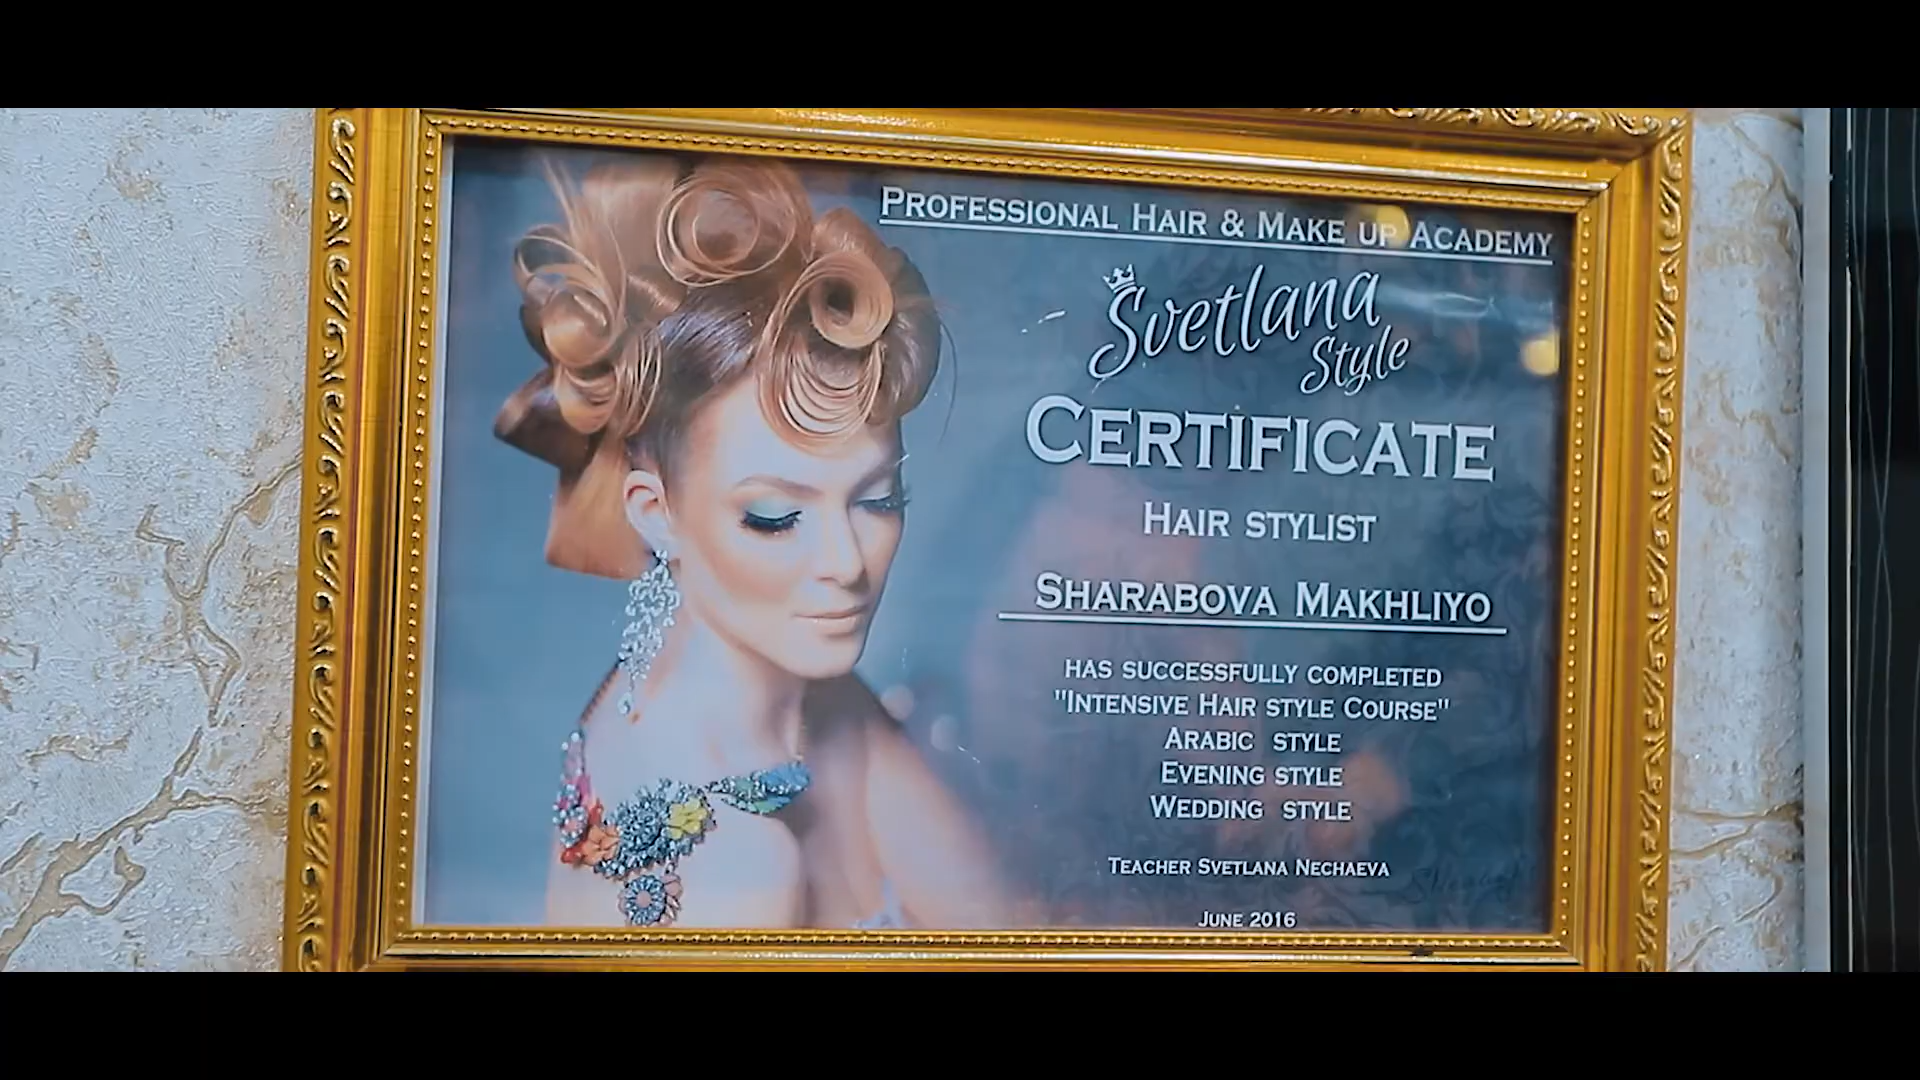 PROFESSIONAL HAIR & MAKE UP ACADEMY
Svetlana
Style
CERTIFICATE
HAIR STYLIST
SHARABOVA MAKHLIYO
HAS SUCCESSFULLY COMPLETED
"INTENSIVE HAIR STYLE COURSE"
ARABIC STYLE
EVENING STYLE
WEDDING STYLE
TEACHER SVETLANA NECHAEVA
JUNE 2016